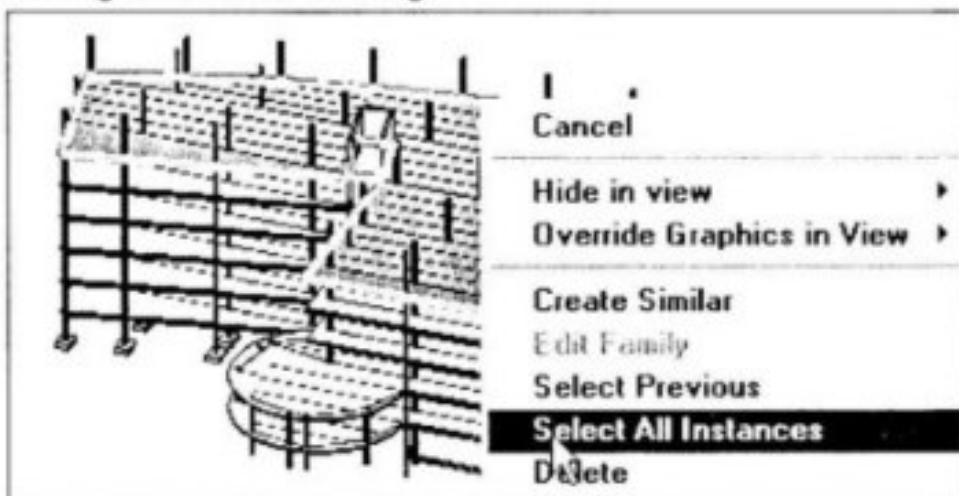 Cancel
Hide in view
Override Graphics in View
Create Similar
Edit Family
Select Previous
Select All Instances
Delete